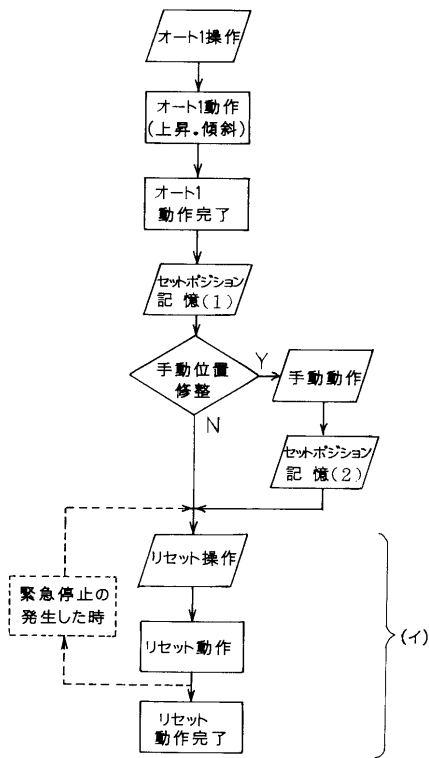 オート1操作
オート1動作
(上昇。傾斜)
オート1
動作完了
セットポジション
記憶(1)
手動位置
修整
Y
手動動作
N
セットポジション
記憶(2)
リセット操作
緊急停止の
発生した時
リセット動作
(イ)
リセット
動作完了